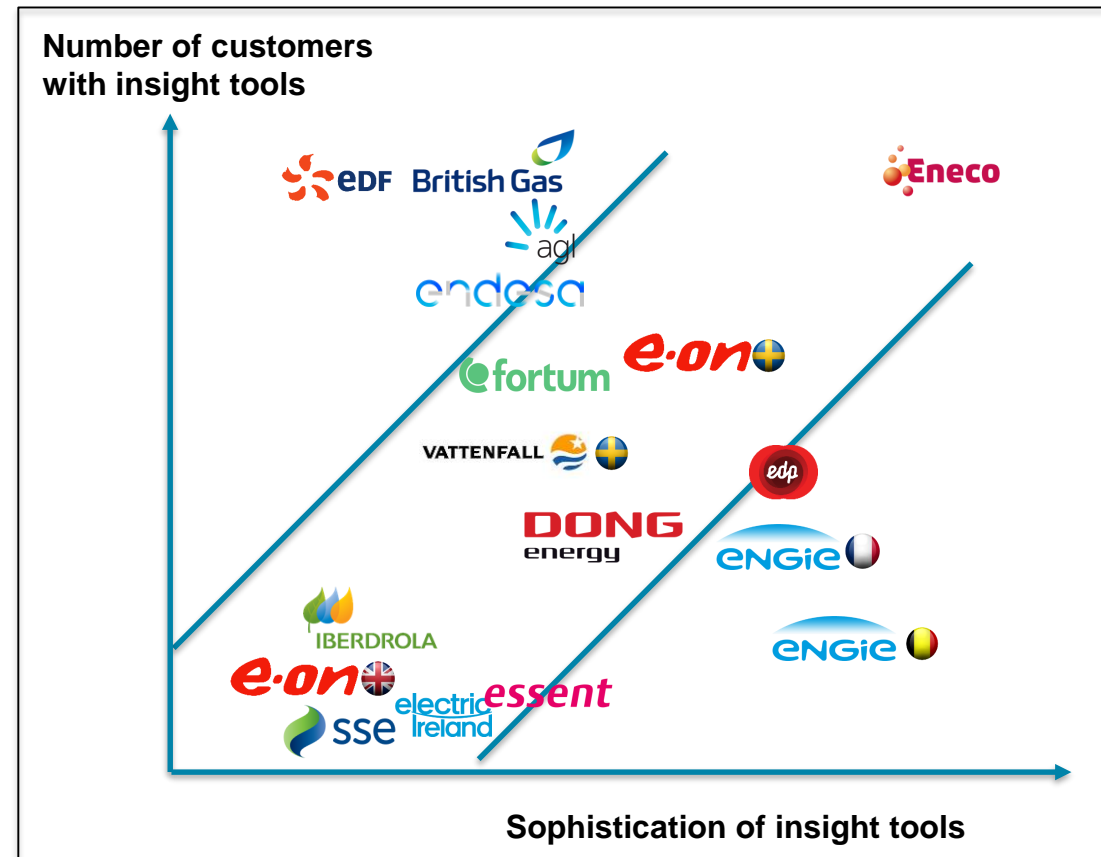 Number of customers
with insight tools
eDF British Gas
Eneco
agl
endesa
e·on
fortum
VATTENFALL
edp
DONG
energy
ENGiE
ENGiE
IBERDROLA
e·on
essent
electric
Ireland
sse
Sophistication of insight tools